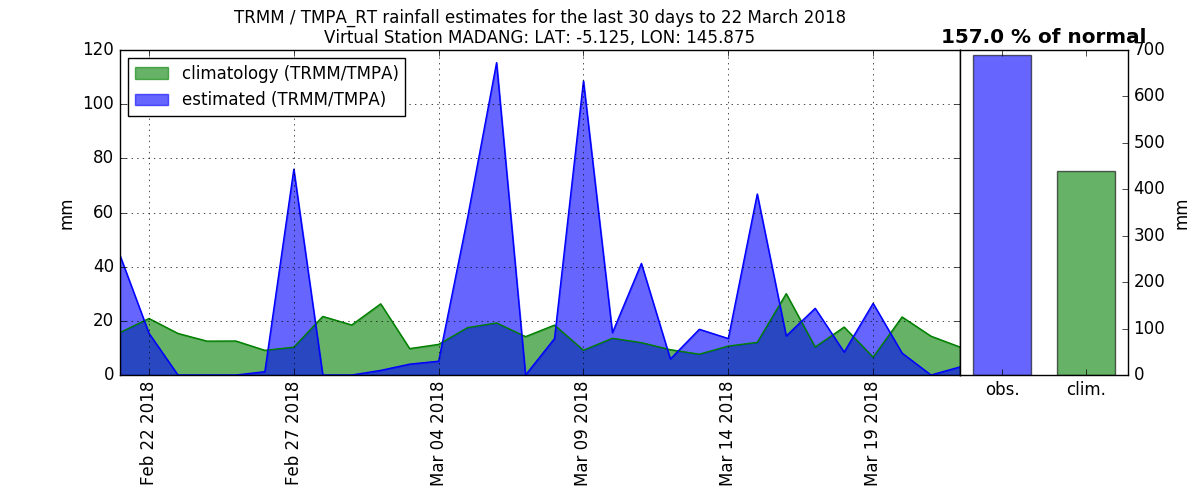 TRMM / TMPA_RT rainfall estimates for the last 30 days to 22 March 2018
Virtual Station MADANG: LAT: -5.125, LON: 145.875
157.0 % of normal
climatology (TRMM/TMPA)
estimated (TRMM/TMPA)
mm
120
100
80
60
40
20
0
Feb 22 2018
Feb 27 2018
Mar 04 2018
Mar 09 2018
Mar 14 2018
Mar 19 2018
700
600
500
400
300
200
100
0
mm
obs.
clim.